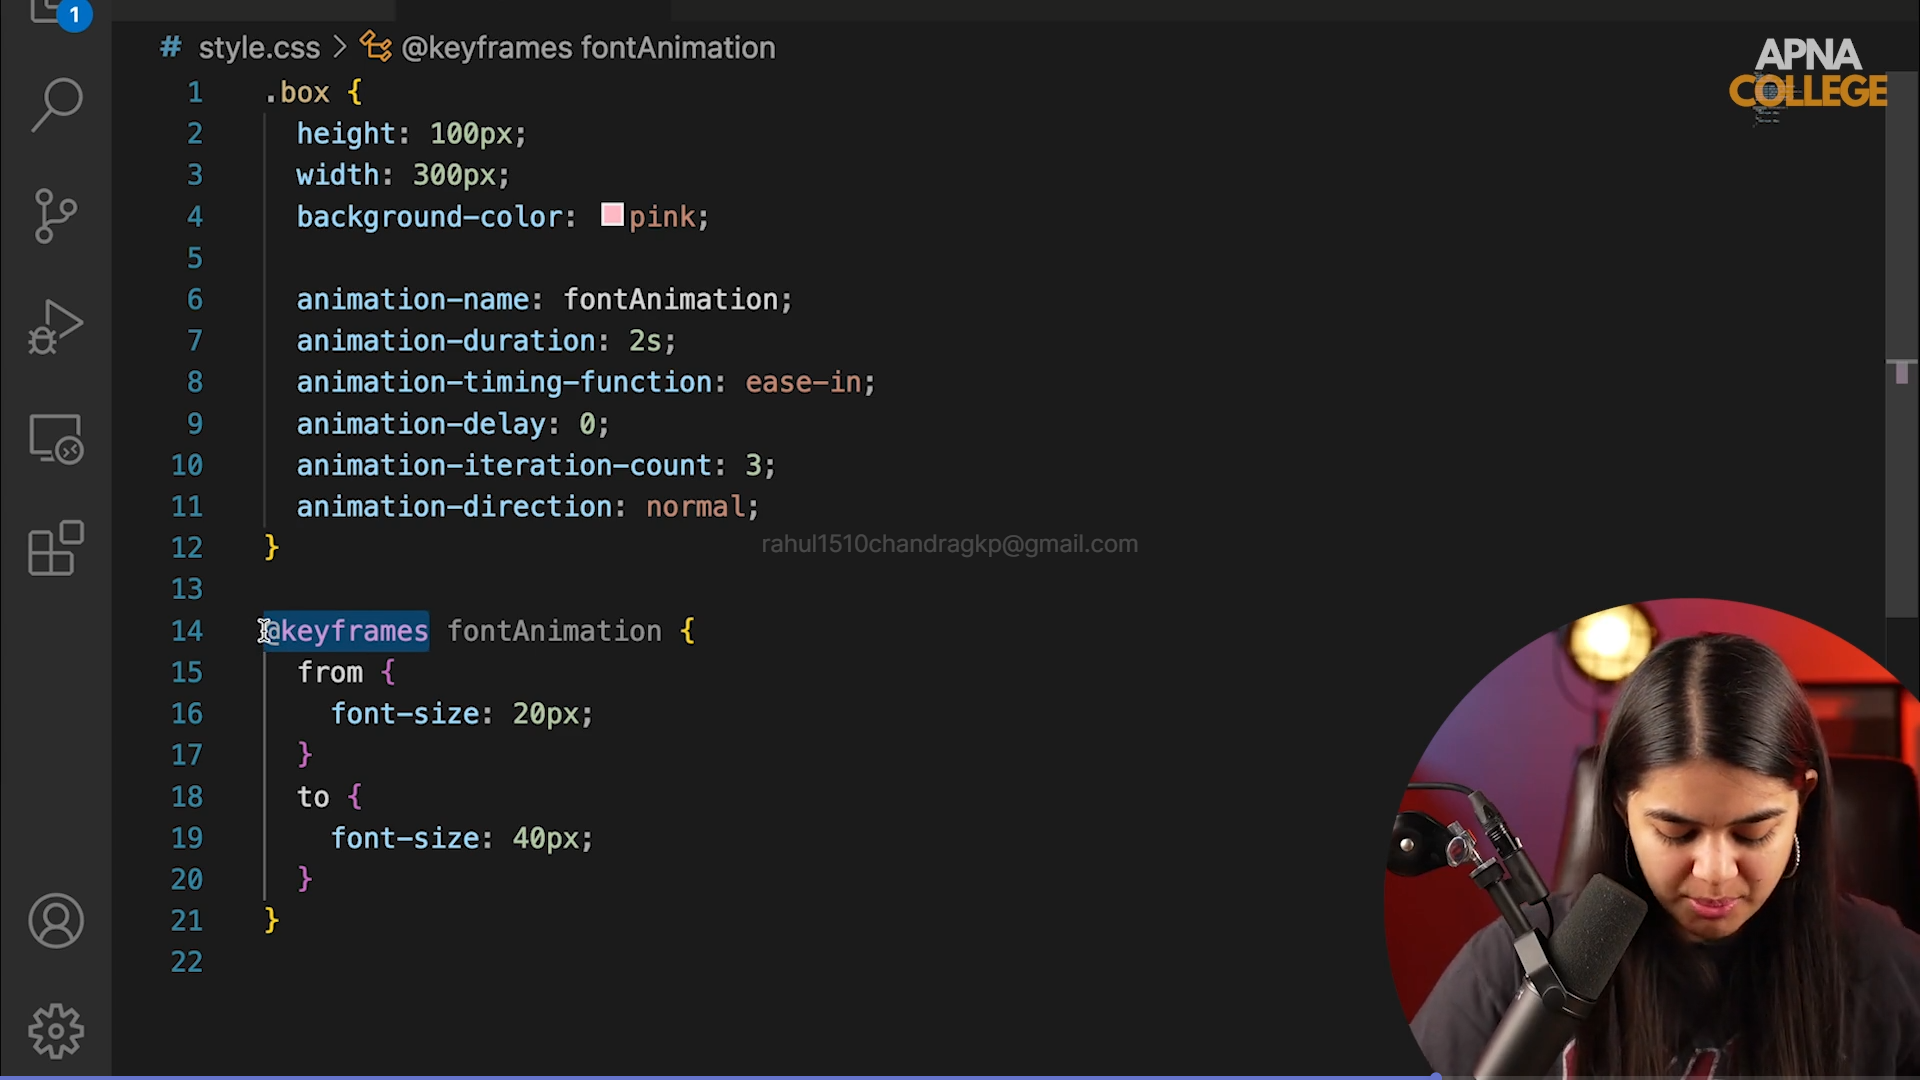 1
# style.css > @keyframes fontAnimation
APNA
COLLEGE
1 .box {
2 height: 100px;
3 width: 300px;
4 background-color: pink;
5
6 animation-name: fontAnimation;
7 animation-duration: 2s;
8 animation-timing-function: ease-in;
9 animation-delay: 0;
10 animation-iteration-count: 3;
11 animation-direction: normal;
12 }
rahul1510chandragkp@gmail.com
13
14 @keyframes fontAnimation {
15 from {
16 font-size: 20px;
17 }
18 to {
19 font-size: 40px;
20 }
21 }
22